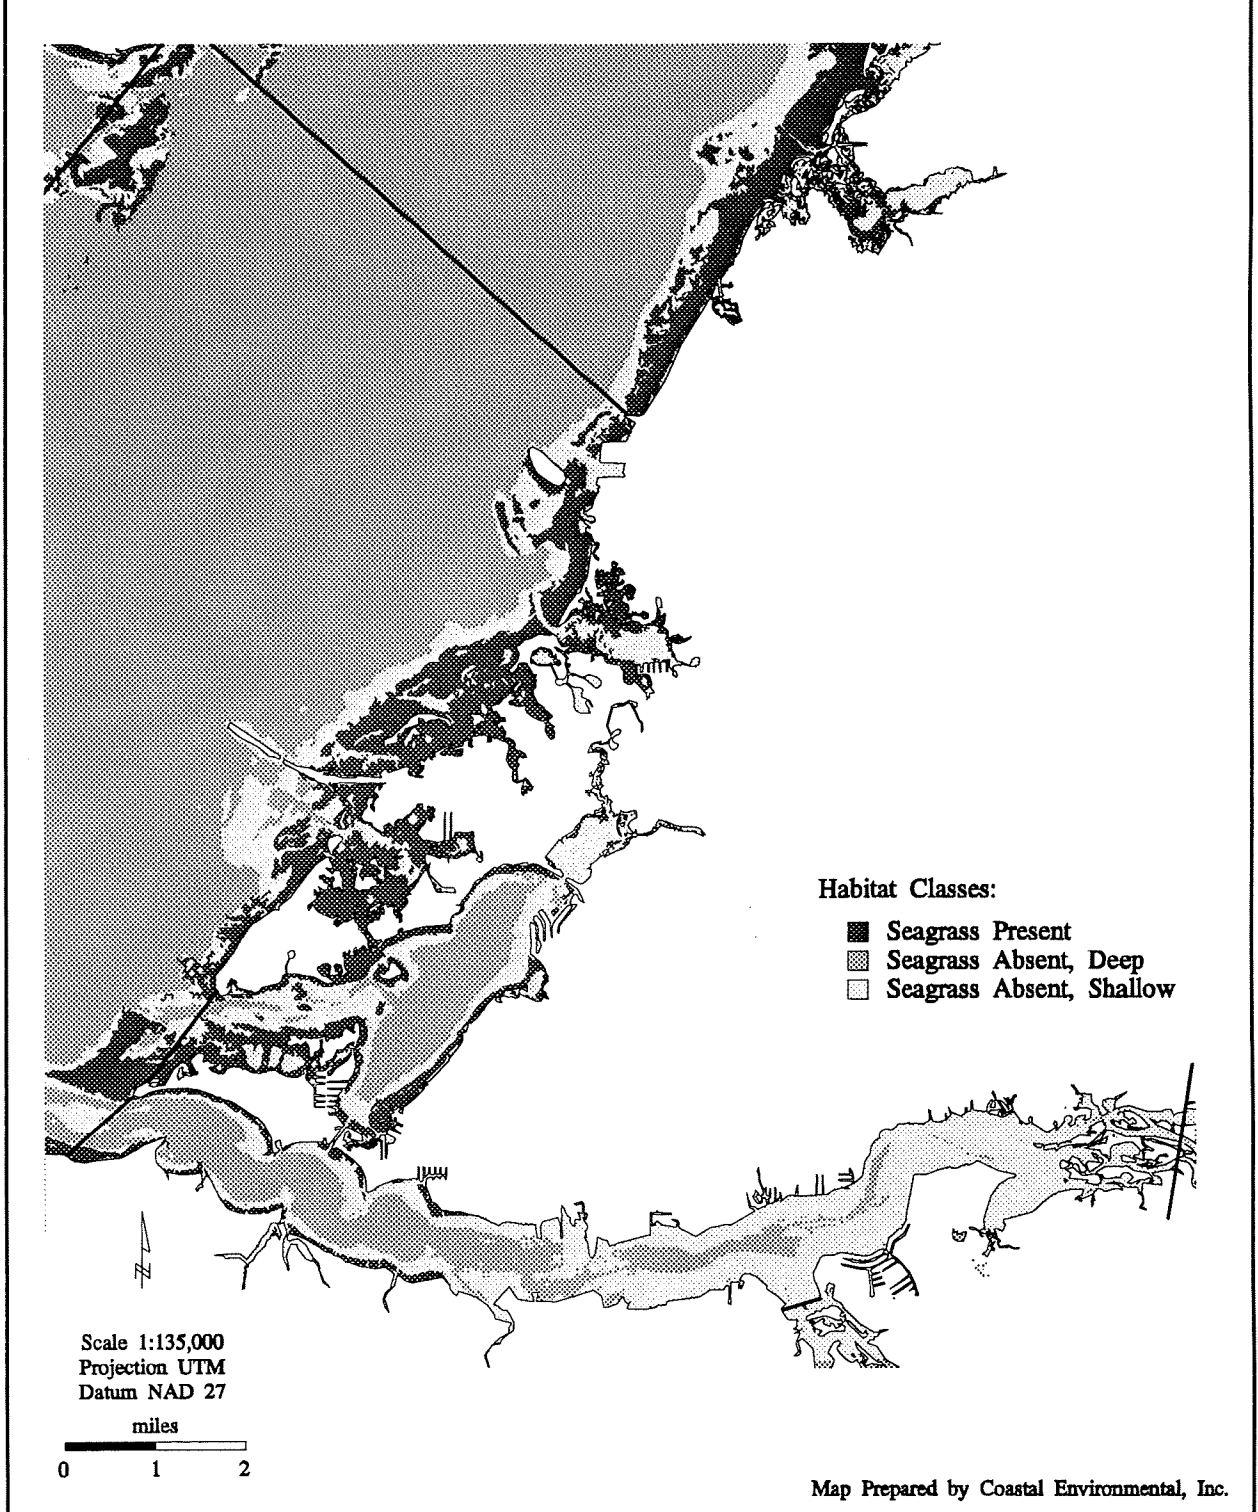 Habitat Classes:
Seagrass Present
Seagrass Absent, Deep
Seagrass Absent, Shallow
N
Scale 1:135,000
Projection UTM
Datum NAD 27
miles
0 1 2
Map Prepared by Coastal Environmental, Inc.